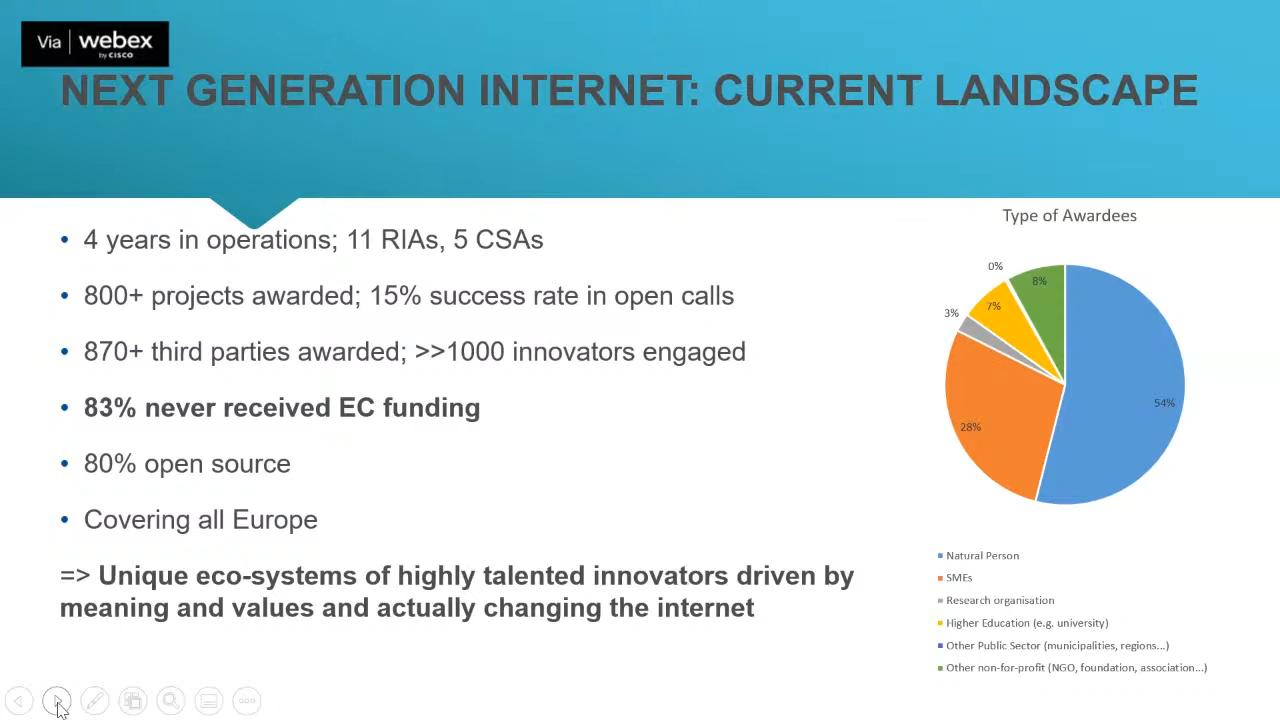 Via webex
by CISCO
NEXT GENERATION INTERNET: CURRENT LANDSCAPE
• 4 years in operations; 11 RIAs, 5 CSAs
• 800+ projects awarded; 15% success rate in open calls
• 870+ third parties awarded; >>1000 innovators engaged
• 83% never received EC funding
• 80% open source
• Covering all Europe
=> Unique eco-systems of highly talented innovators driven by
meaning and values and actually changing the internet
Type of Awardees
0%
8%
7%
3%
54%
28%
Natural Person
SMEs
Research organisation
Higher Education (e.g. university)
Other Public Sector (municipalities, regions...)
Other non-for-profit (NGO, foundation, association...)